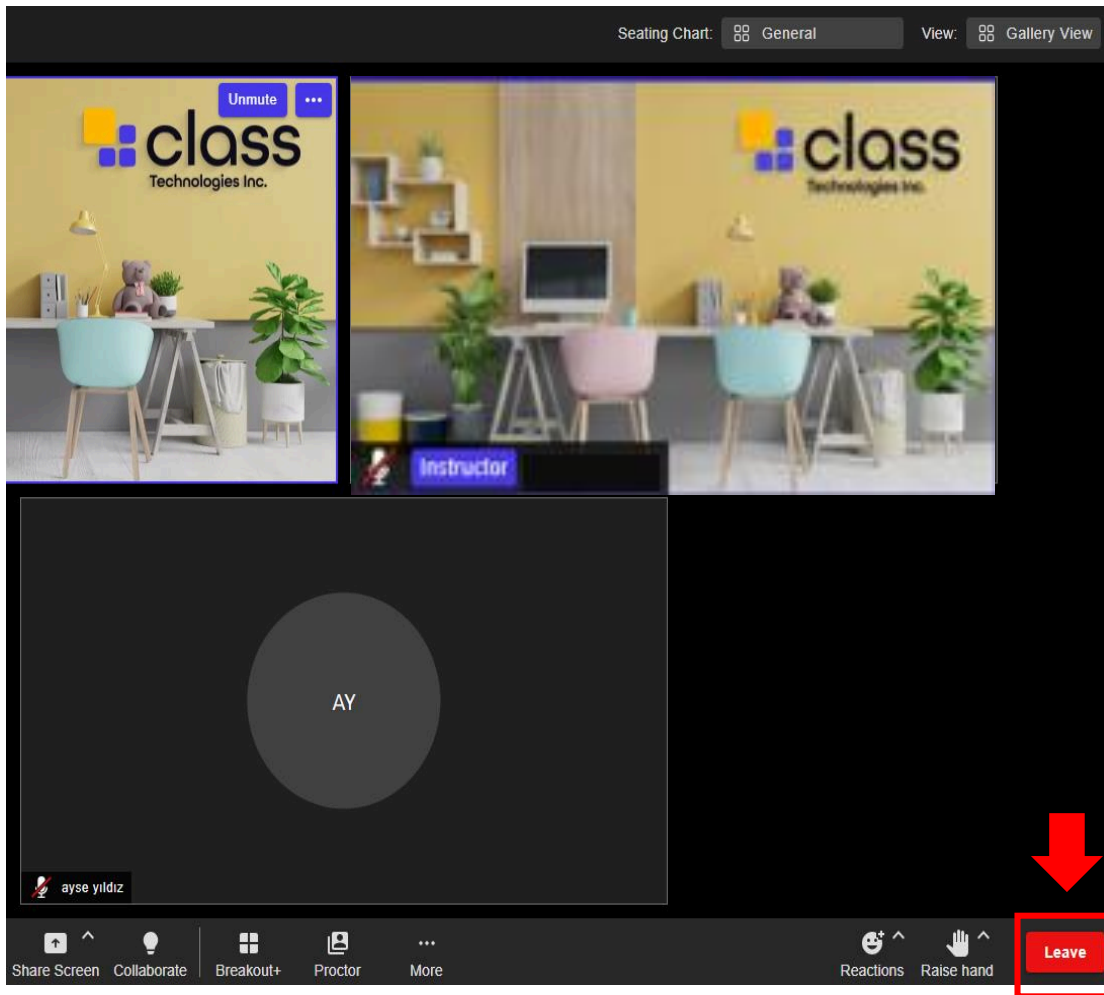 Seating Chart: General View: Gallery View
Unmute
class
Technologies Inc.
class
Technologies Inc.
Instructor
AY
ayse yıldız
Share Screen Collaborate Breakout+ Proctor More Reactions Raise hand Leave